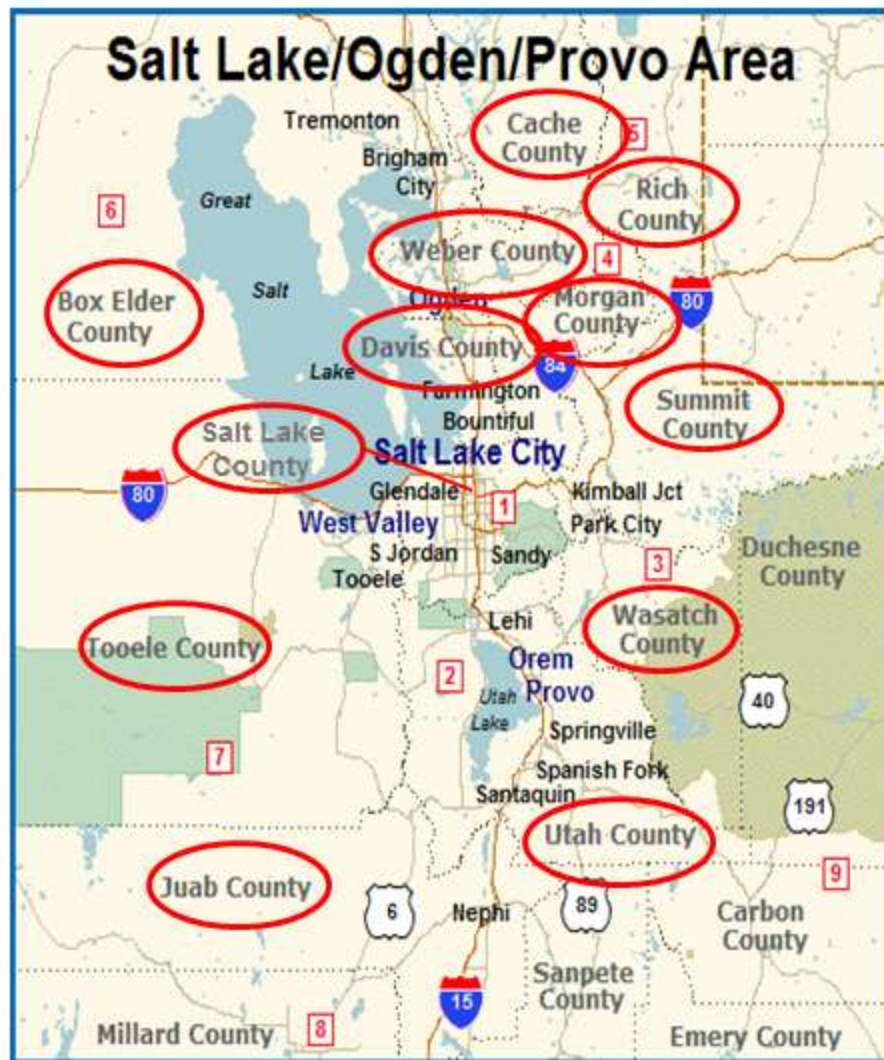 Salt Lake/Ogden/Provo Area
Tremonton
Cache
County
5
Brigham
City
Rich
County
6
Great
Weber County
4
Box Elder
County
Salt
Ogden
Morgan
County
80
Davis County
Lake
84
Farmington
Summit
County
Bountiful
Salt Lake
County
Salt Lake City
80
Glendale
1
Kimball Jct
West Valley
Park City
S Jordan
Sandy
Duchesne
County
Tooele
3
Lehi
Wasatch
County
Tooele County
2
Orem
Provo
Utah
Lake
40
Springville
7
Spanish Fork
Santaquin
191
Utah County
9
Juab County
6
Nephi
89
Carbon
County
Sanpete
County
15
Millard County
8
Emery County